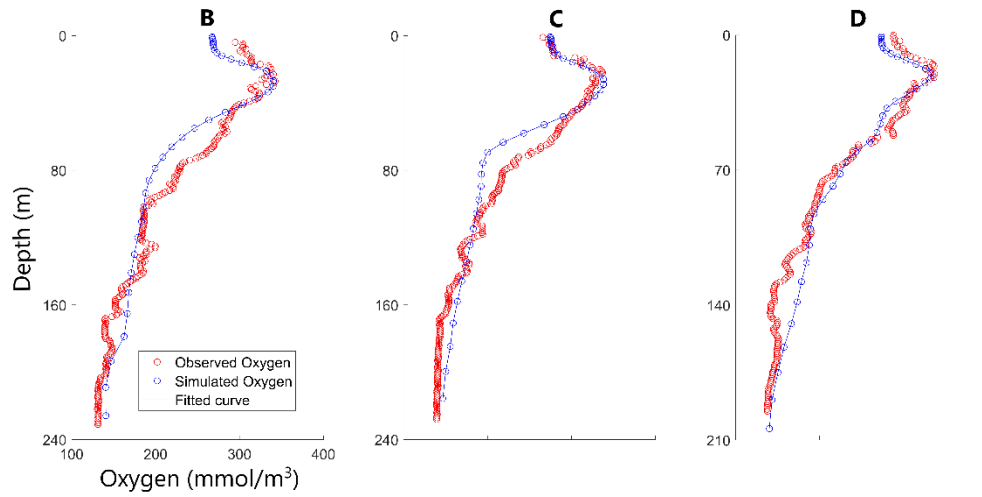 B
C
D
0
80
160
240
0
80
160
240
0
70
140
210
Depth (m)
Observed Oxygen
Simulated Oxygen
Fitted curve
100 200 300 400
Oxygen (mmol/m³)